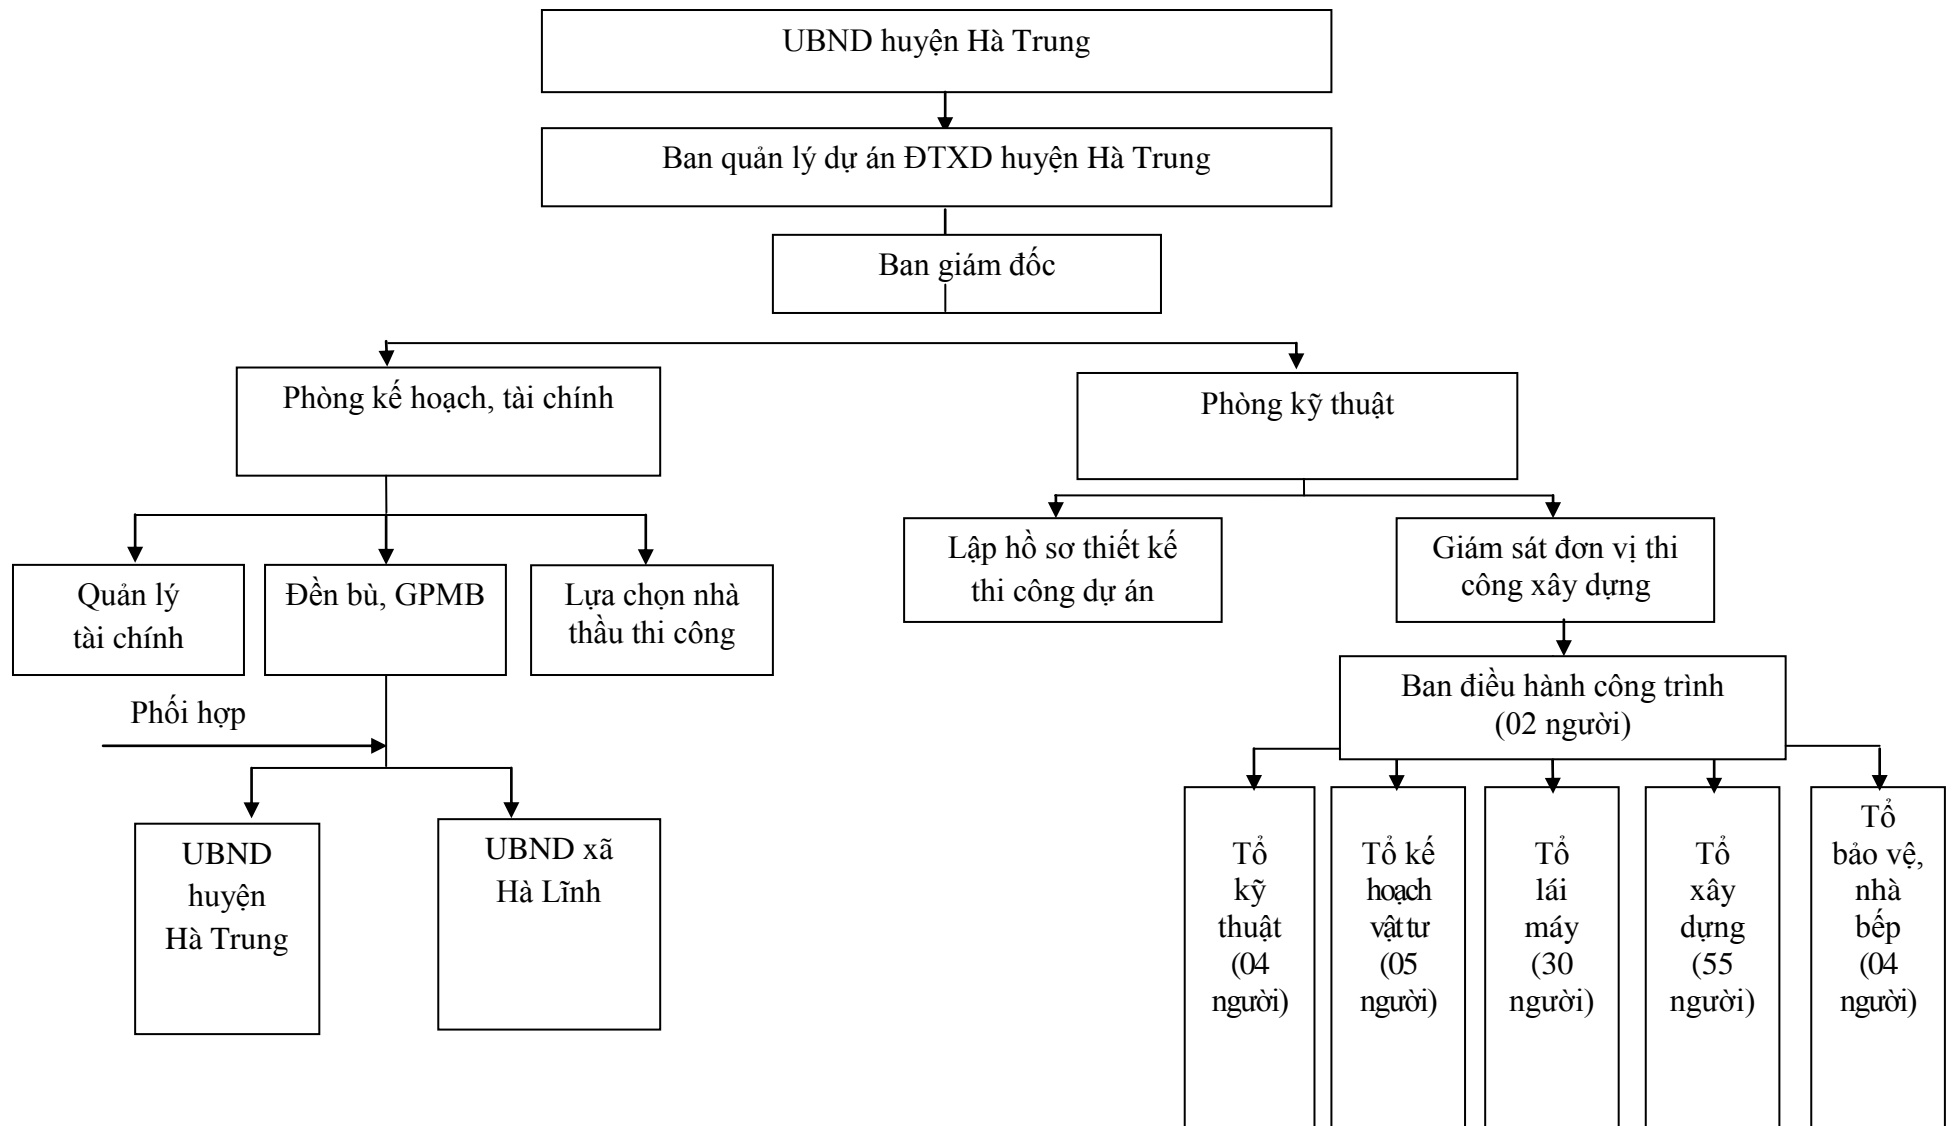 UBND huyện Hà Trung
Ban quản lý dự án ĐTXD huyện Hà Trung
Ban giám đốc
Phòng kế hoạch, tài chính
Phòng kỹ thuật
Quản lý
tài chính
Đền bù, GPMB
Lựa chọn nhà
thầu thi công
Lập hồ sơ thiết kế
thi công dự án
Giám sát đơn vị thi
công xây dựng
Phối hợp
UBND
huyện
Hà Trung
UBND xã
Hà Lĩnh
Ban điều hành công trình
(02 người)
Tổ
kỹ
thuật
(04
người)
Tổ kế
hoạch
vật tư
(05
người)
Tổ
lái
máy
(30
người)
Tổ
xây
dựng
(55
người)
Tổ
bảo vệ,
nhà
bếp
(04
người)